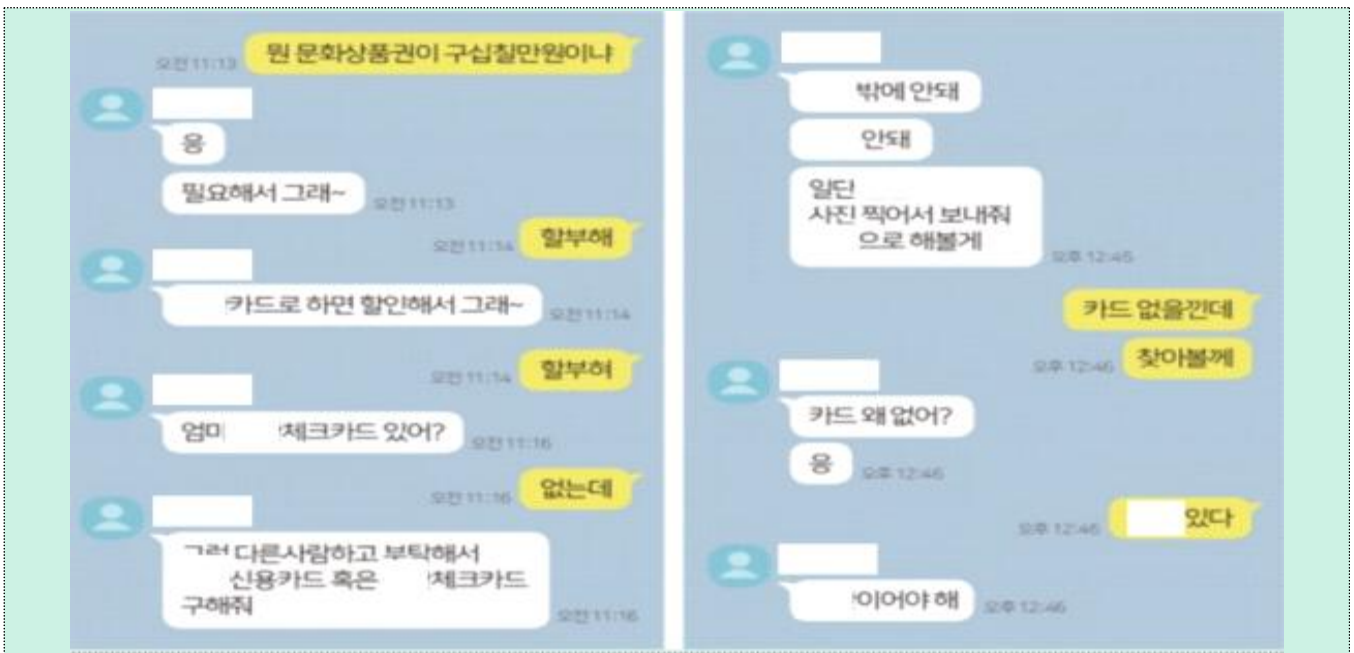 뭔 문화상품권이 구십칠만원이냐
오전 11:13
응
필요해서 그래~
오전 11:13
할부해
오전 11:14
카드로 하면 할인해서 그래~
오전 11:14
할부혀
오전 11:14
엄마 체크카드 있어?
오전 11:16
없는데
오전 11:16
그럼 다른사람하고 부탁해서
신용카드 혹은 체크카드
구해줘
오전 11:16
밖에 안돼
안돼
일단
사진 찍어서 보내줘
으로 해볼게
오후 12:45
카드 없을낀데
찾아볼께
오후 12:46
카드 왜 없어?
응
오후 12:46
있다
오후 12:46
이어야 해
오후 12:46